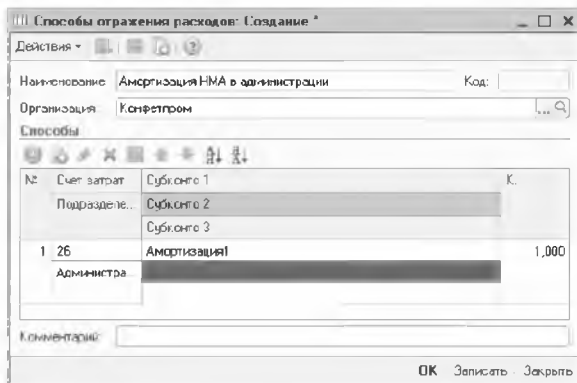 Способы отражения расходов: Создание *
Действия
Наименование: Амортизация НМА в администрации Код:
Организация: Конфетпром ...
Способы
№ Счет затрат Субконто 1 К..
Подразделе... Субконто 2
Субконто 3
1 26 Амортизация1 1,000
Администра...
Комментарий:
OK Записать Закрыть